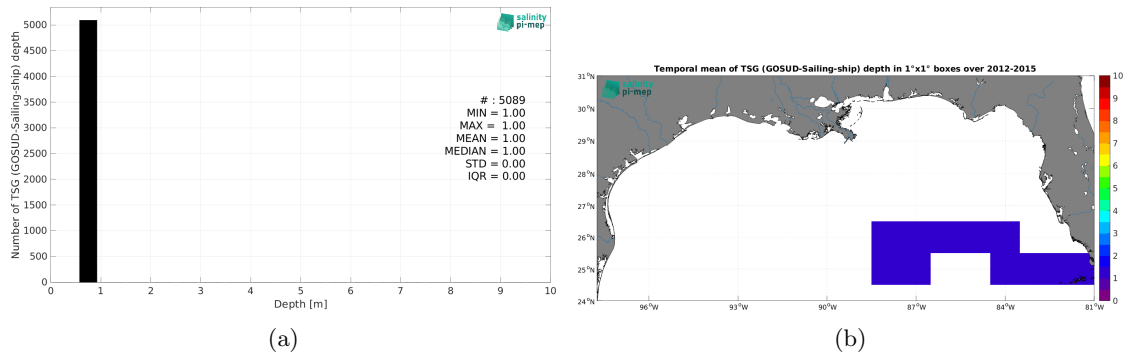 5000
4500
4000
3500
3000
2500
2000
1500
1000
500
0
Number of TSG (GOSUD-Sailing-ship) depth
salinity
pi-mep
# : 5089
MIN = 1.00
MAX = 1.00
MEAN = 1.00
MEDIAN = 1.00
STD = 0.00
IQR = 0.00
0 1 2 3 4 5 6 7 8 9 10
Depth [m]
(a)
Temporal mean of TSG (GOSUD-Sailing-ship) depth in 1°x1° boxes over 2012-2015
salinity
pi-mep
31°N
30°N
29°N
28°N
27°N
26°N
25°N
24°N
96°W 93°W 90°W 87°W 84°W 81°W
10
9
8
7
6
5
4
3
2
1
0
(b)